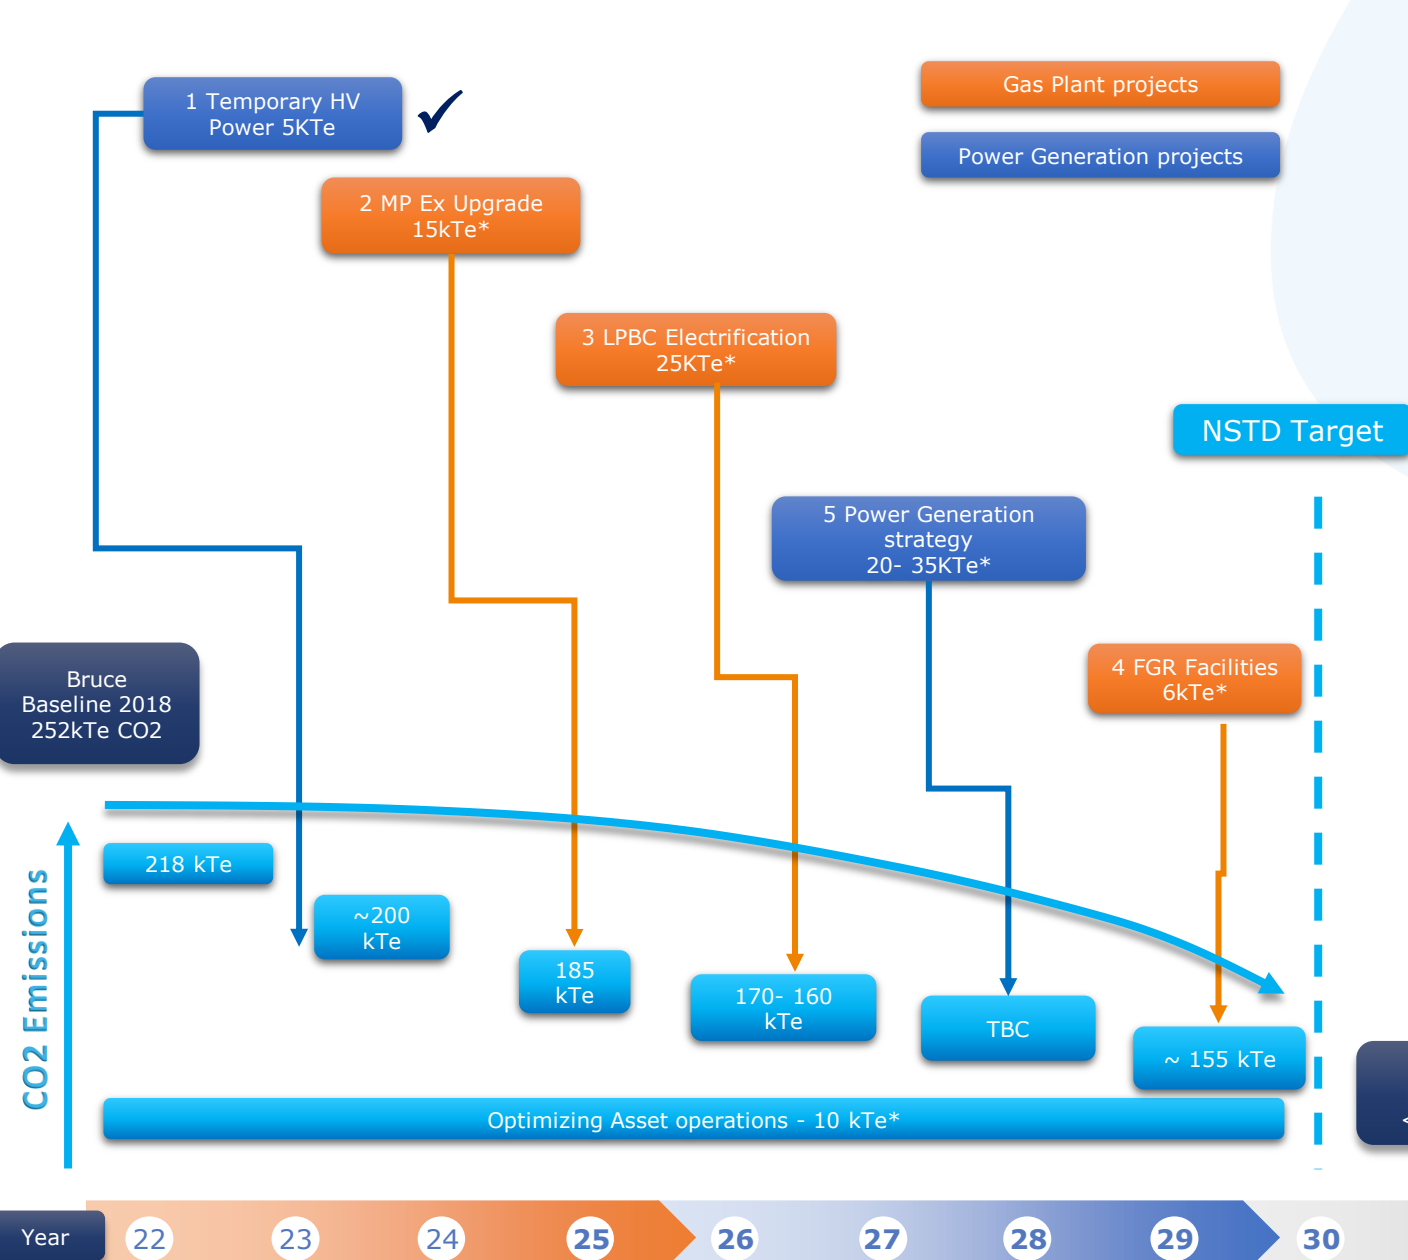 Gas Plant projects
1 Temporary HV
Power 5KTe
Power Generation projects
2 MP Ex Upgrade
15kTe*
3 LPBC Electrification
25KTe*
NSTD Target
5 Power Generation
strategy
20- 35KTe*
4 FGR Facilities
6kTe*
Bruce
Baseline 2018
252kTe CO2
CO2 Emissions
218 kTe
~200
kTe
185
kTe
170- 160
kTe
TBC
~ 155 kTe
<
Optimizing Asset operations - 10 kTe*
Year
22
23
24
25
26
27
28
29
30